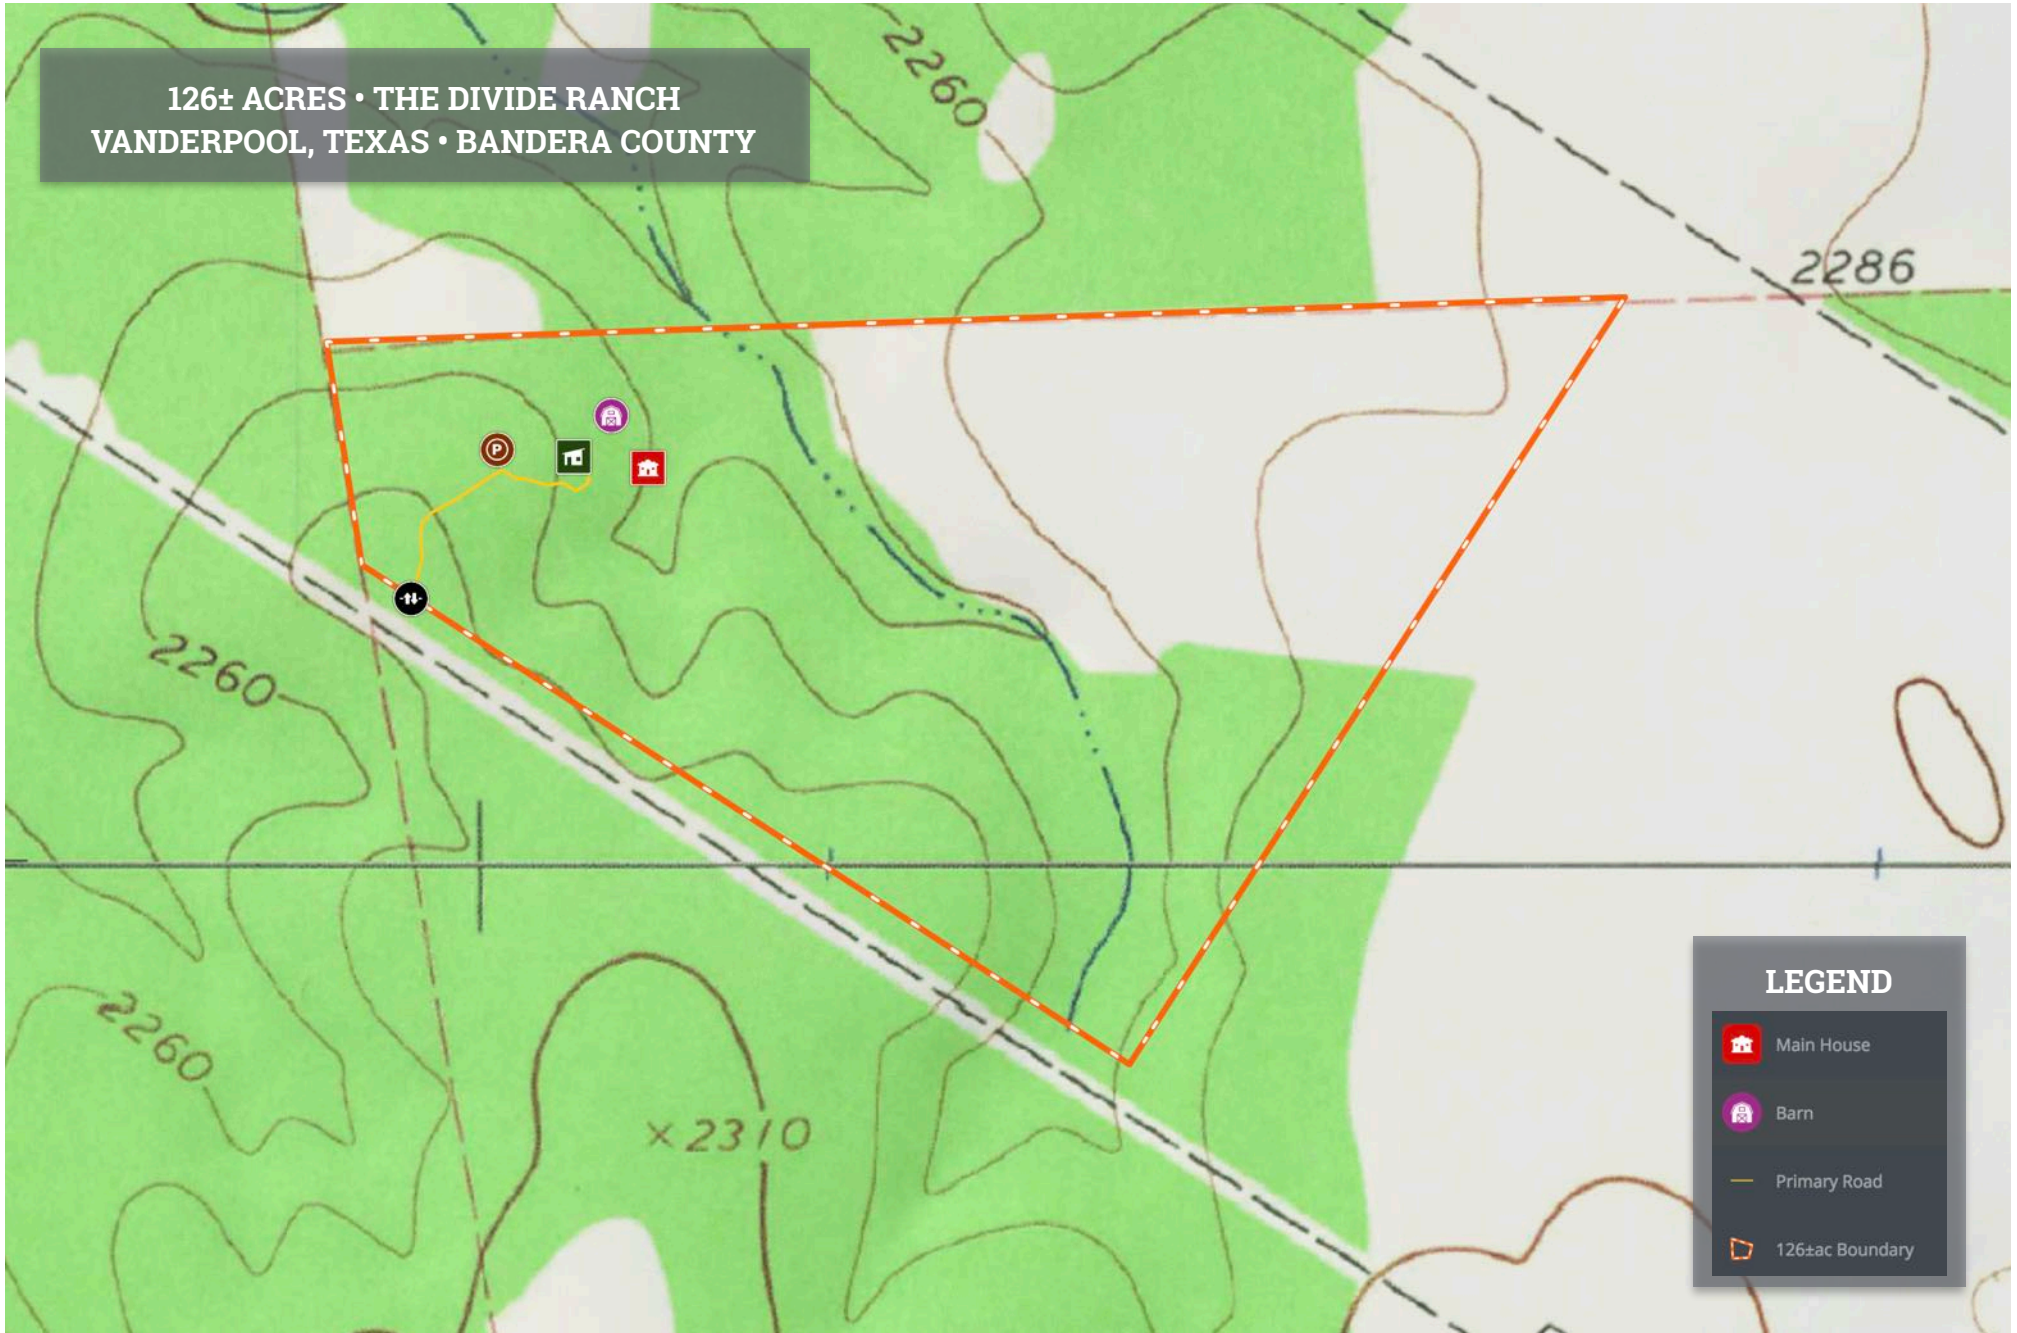 126± ACRES • THE DIVIDE RANCH
VANDERPOOL, TEXAS • BANDERA COUNTY
2260
2286
P
2260
2260
×2310
LEGEND
Main House
Barn
Primary Road
126±ac Boundary